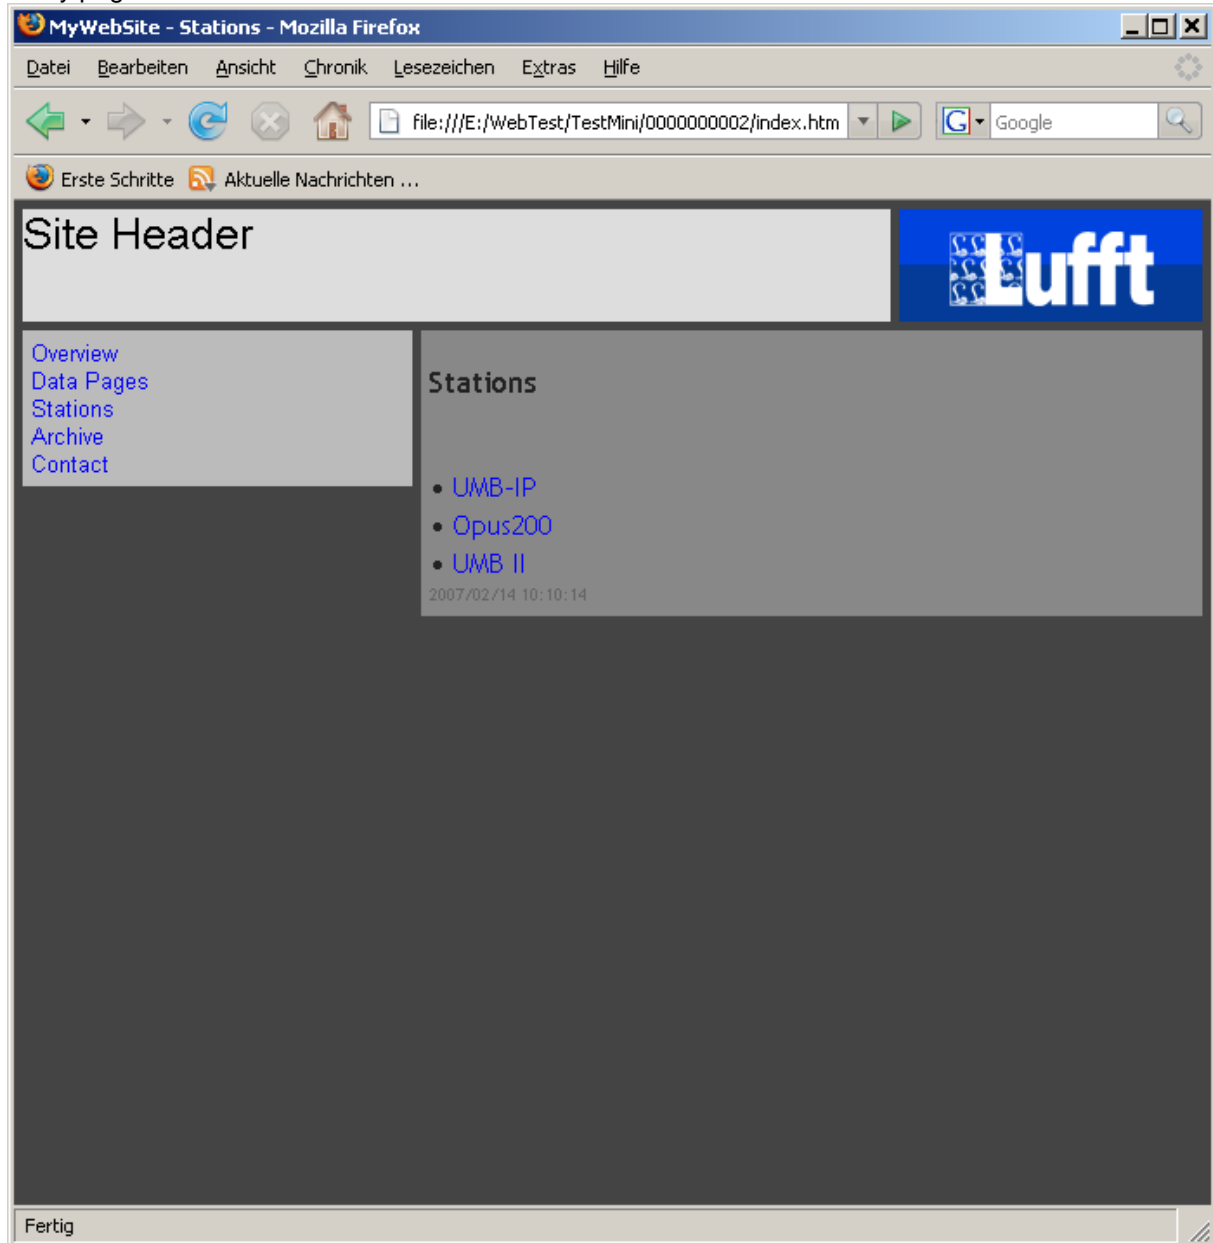 MyWebSite - Stations - Mozilla Firefox
Datei Bearbeiten Ansicht Chronik Lesezeichen Extras Hilfe
file:///E:/WebTest/TestMini/0000000002/index.htm G Google
Erste Schritte Aktuelle Nachrichten ...
Site Header
Lufft
Overview
Data Pages
Stations
Archive
Contact
Stations
• UMB-IP
• Opus200
• UMB II
2007/02/14 10:10:14
Fertig